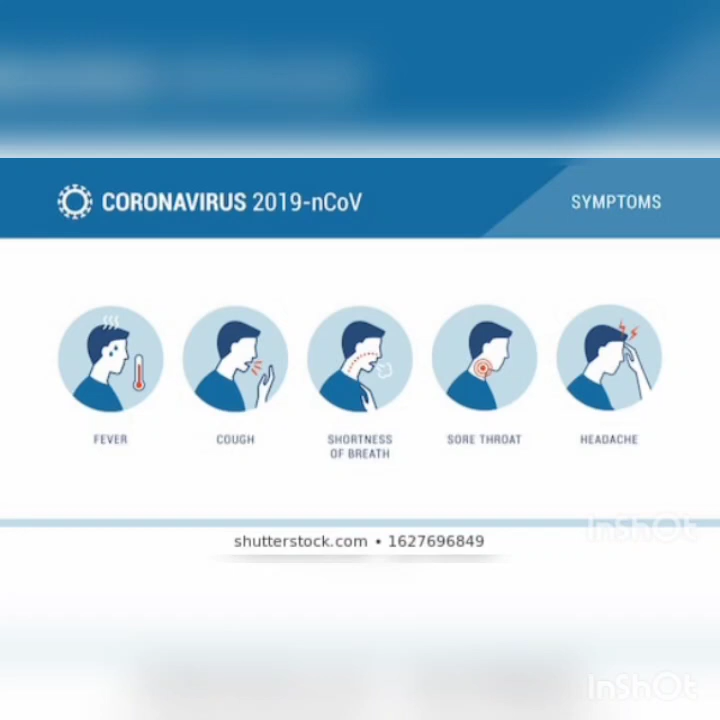 CORONAVIRUS 2019-nCoV
SYMPTOMS
FEVER
COUGH
SHORTNESS
OF BREATH
SORE THROAT
HEADACHE
InShOt
shutterstock.com • 1627696849
InShOt